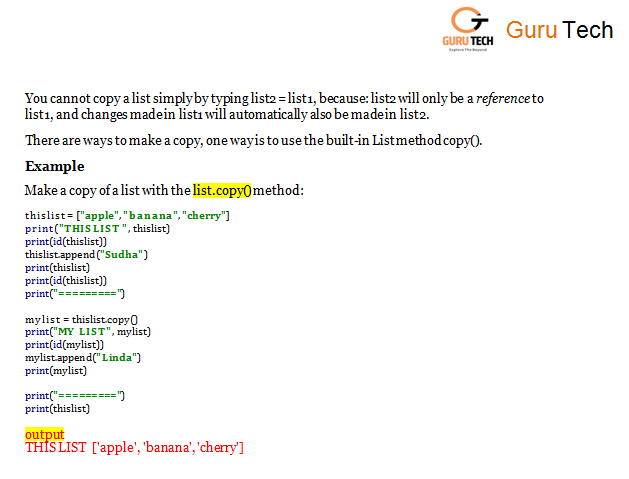 GURU TECH
Explore The Beyond
Guru Tech
You cannot copy a list simply by typing list2 = list1, because: list2 will only be a reference to
list1, and changes made in list1 will automatically also be made in list2.
There are ways to make a copy, one way is to use the built-in List method copy().
Example
Make a copy of a list with the list.copy() method:
thislist = ["apple", "banana", "cherry"]
print("THIS LIST ", thislist)
print(id(thislist))
thislist.append("Sudha")
print(thislist)
print(id(thislist))
print("=========")
mylist = thislist.copy()
print("MY LIST", mylist)
print(id(mylist))
mylist.append("Linda")
print(mylist)
print("=========")
print(thislist)
output
THIS LIST ['apple', 'banana', 'cherry']